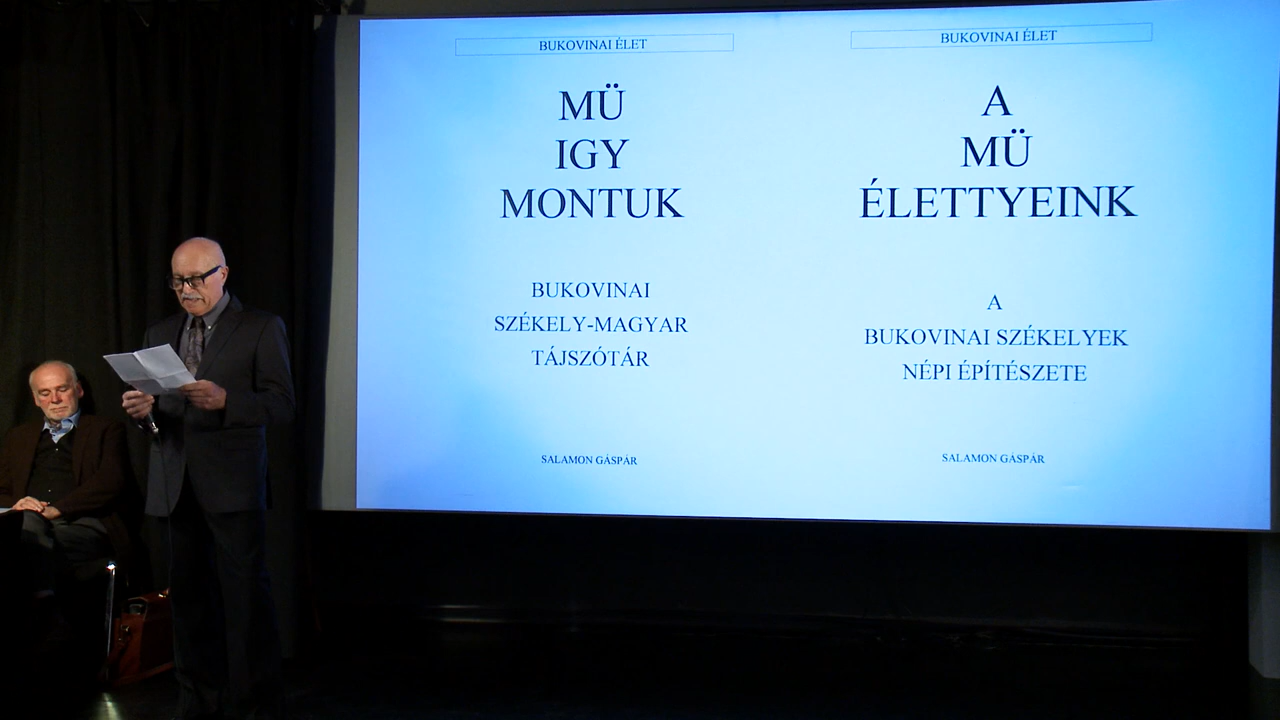 BUKOVINAI ÉLET
MÜ
IGY
MONTUK
BUKOVINAI
SZÉKELY-MAGYAR
TÁJSZÓTÁR
SALAMON GÁSPÁR
BUKOVINAI ÉLET
A
MÜ
ÉLETTYEINK
A
BUKOVINAI SZÉKELYEK
NÉPI ÉPÍTÉSZETE
SALAMON GÁSPÁR